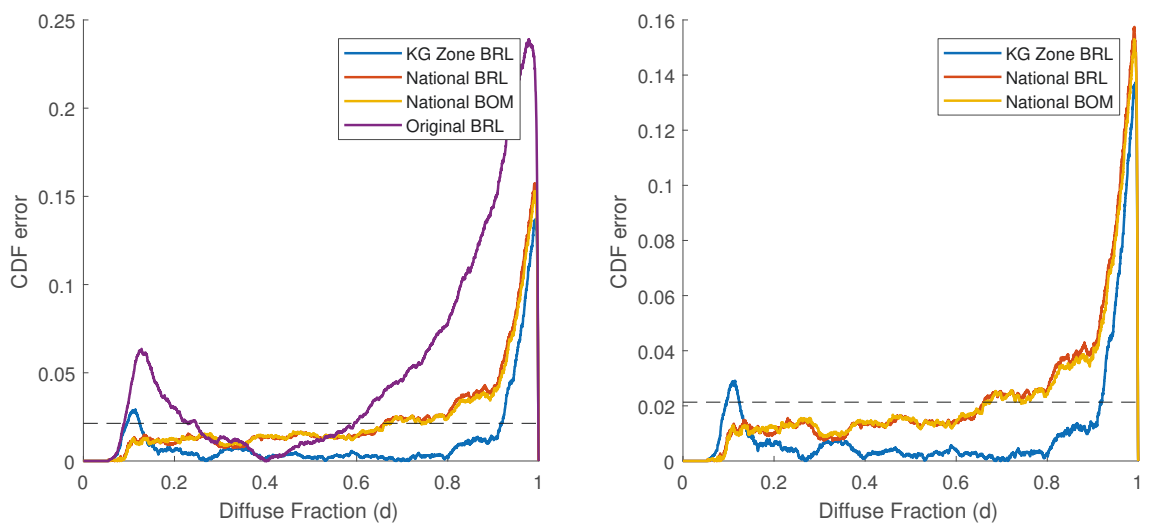 0.25
0.2
0.15
0.1
0.05
0
CDF error
0 0.2 0.4 0.6 0.8 1
Diffuse Fraction (d)
KG Zone BRL
National BRL
National BOM
Original BRL
0.16
0.14
0.12
0.1
0.08
0.06
0.04
0.02
0
CDF error
0 0.2 0.4 0.6 0.8 1
Diffuse Fraction (d)
KG Zone BRL
National BRL
National BOM